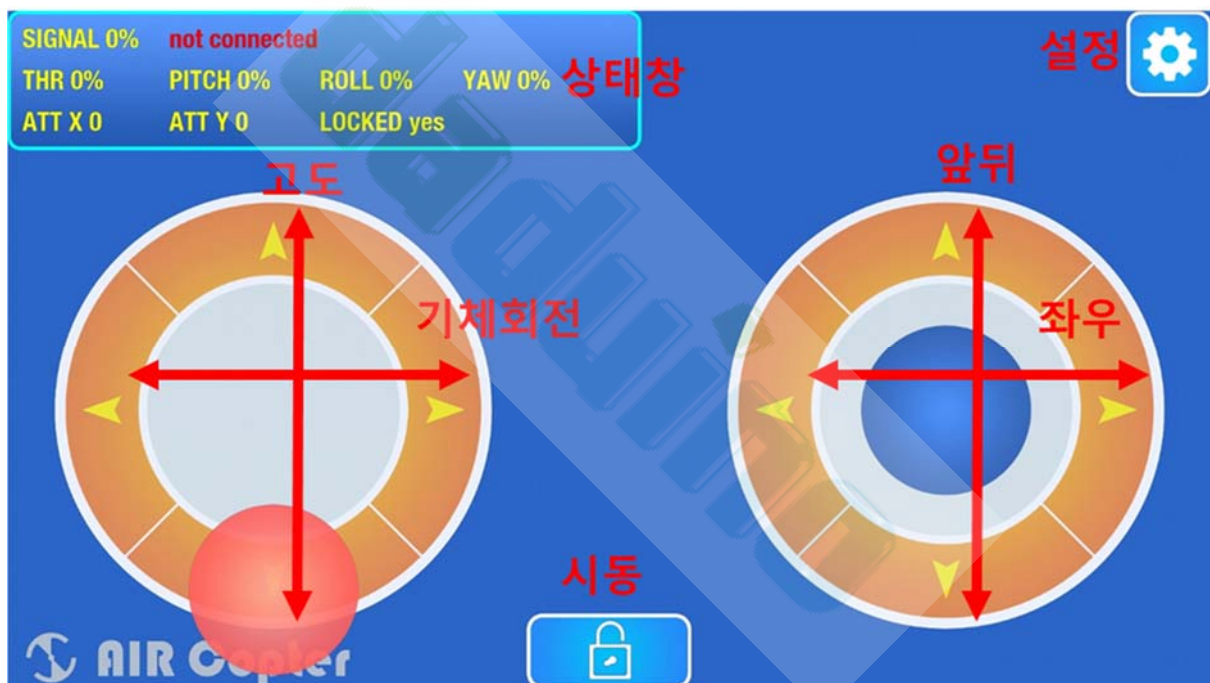 SIGNAL 0% not connected
설정
THR 0% PITCH 0% ROLL 0% YAW 0% 상태창
ATT X 0 ATT Y 0 LOCKED yes
고도
앞뒤
기체회전
좌우
시동
AIR Copter
eduino